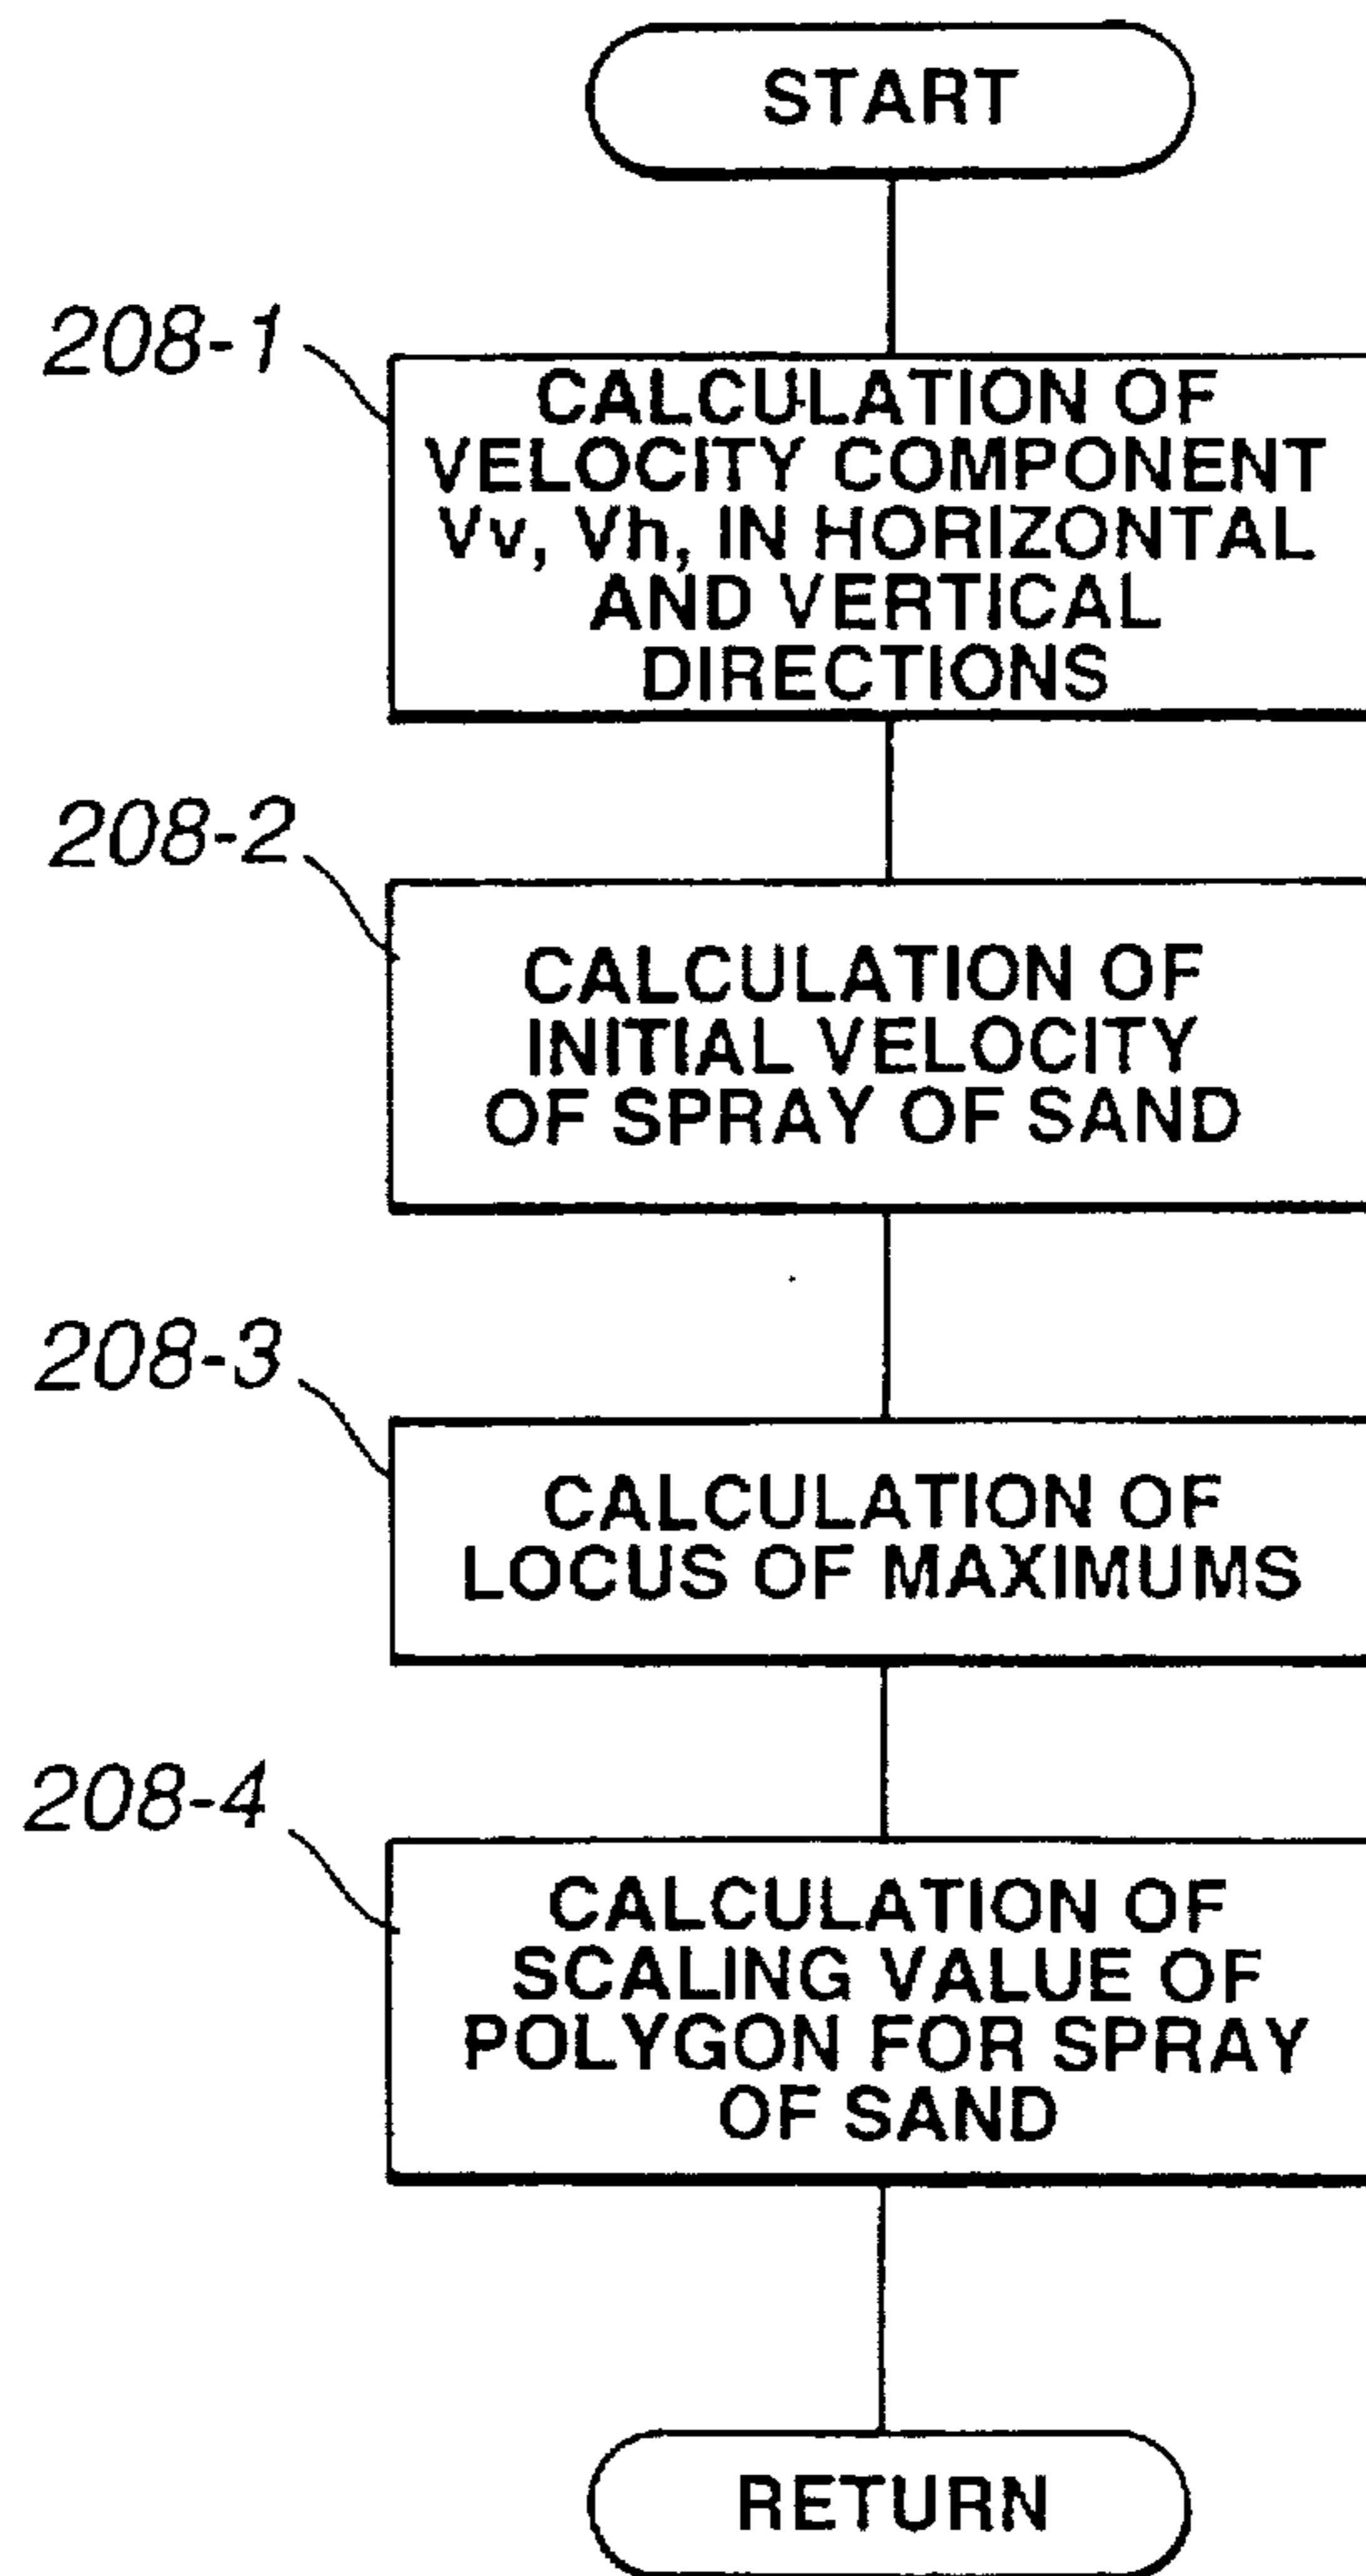 START
208-1
CALCULATION OF
VELOCITY COMPONENT
Vv, Vh, IN HORIZONTAL
AND VERTICAL
DIRECTIONS
208-2
CALCULATION OF
INITIAL VELOCITY
OF SPRAY OF SAND
208-3
CALCULATION OF
LOCUS OF MAXIMUMS
208-4
CALCULATION OF
SCALING VALUE OF
POLYGON FOR SPRAY
OF SAND
RETURN